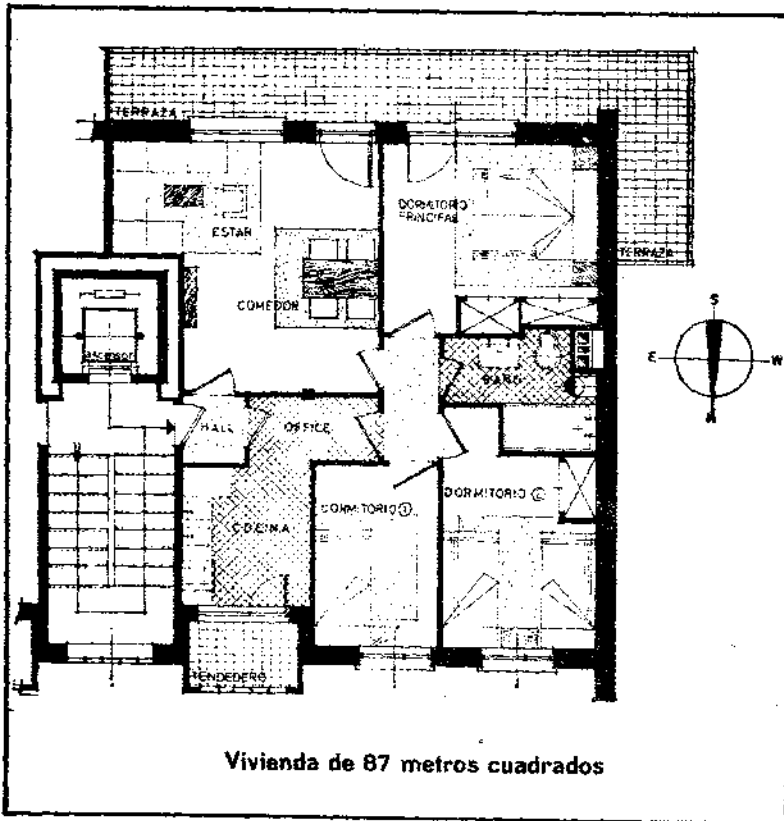 TERRAZA
DORMITORIO
PRINCIPAL
ESTAR
TERRAZA
COMEDOR
S
ascensor
E
W
BAÑO
N
HALL
OFFICE
DORMITORIO ①
DORMITORIO ②
COCINA
TENDEDERO
Vivienda de 87 metros cuadrados